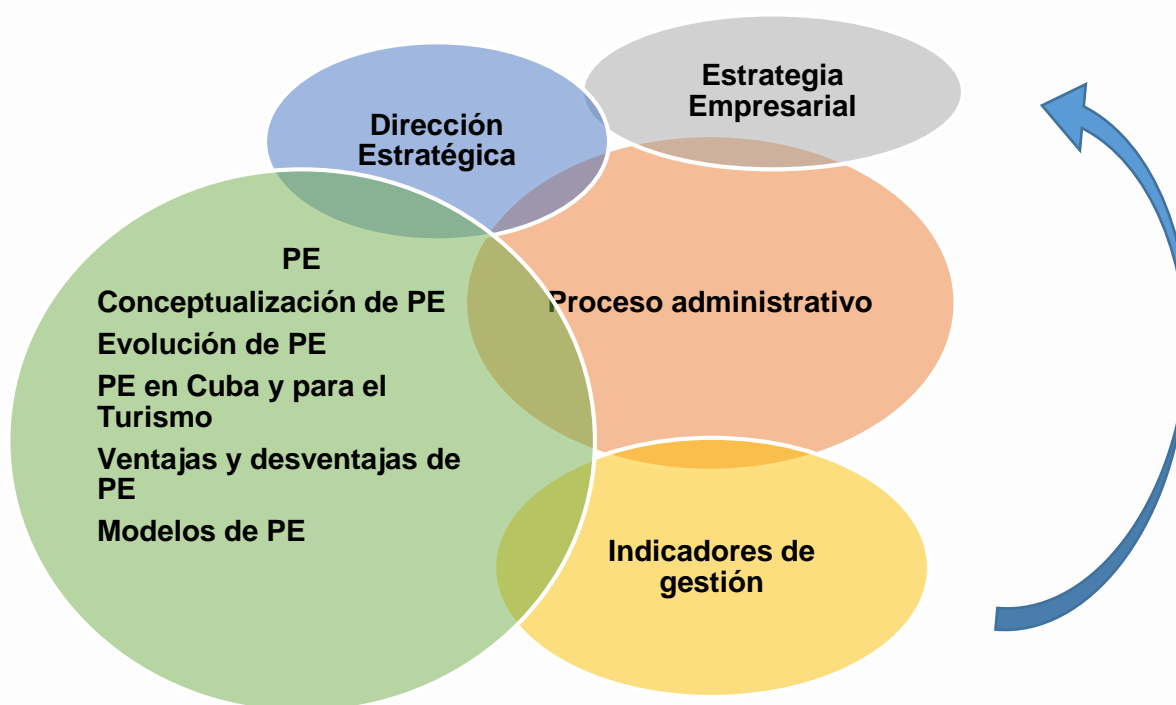 Estrategia
Empresarial
Dirección
Estratégica
PE
Conceptualización de PE
Evolución de PE
PE en Cuba y para el
Turismo
Ventajas y desventajas de
PE
Modelos de PE
Proceso administrativo
Indicadores de
gestión